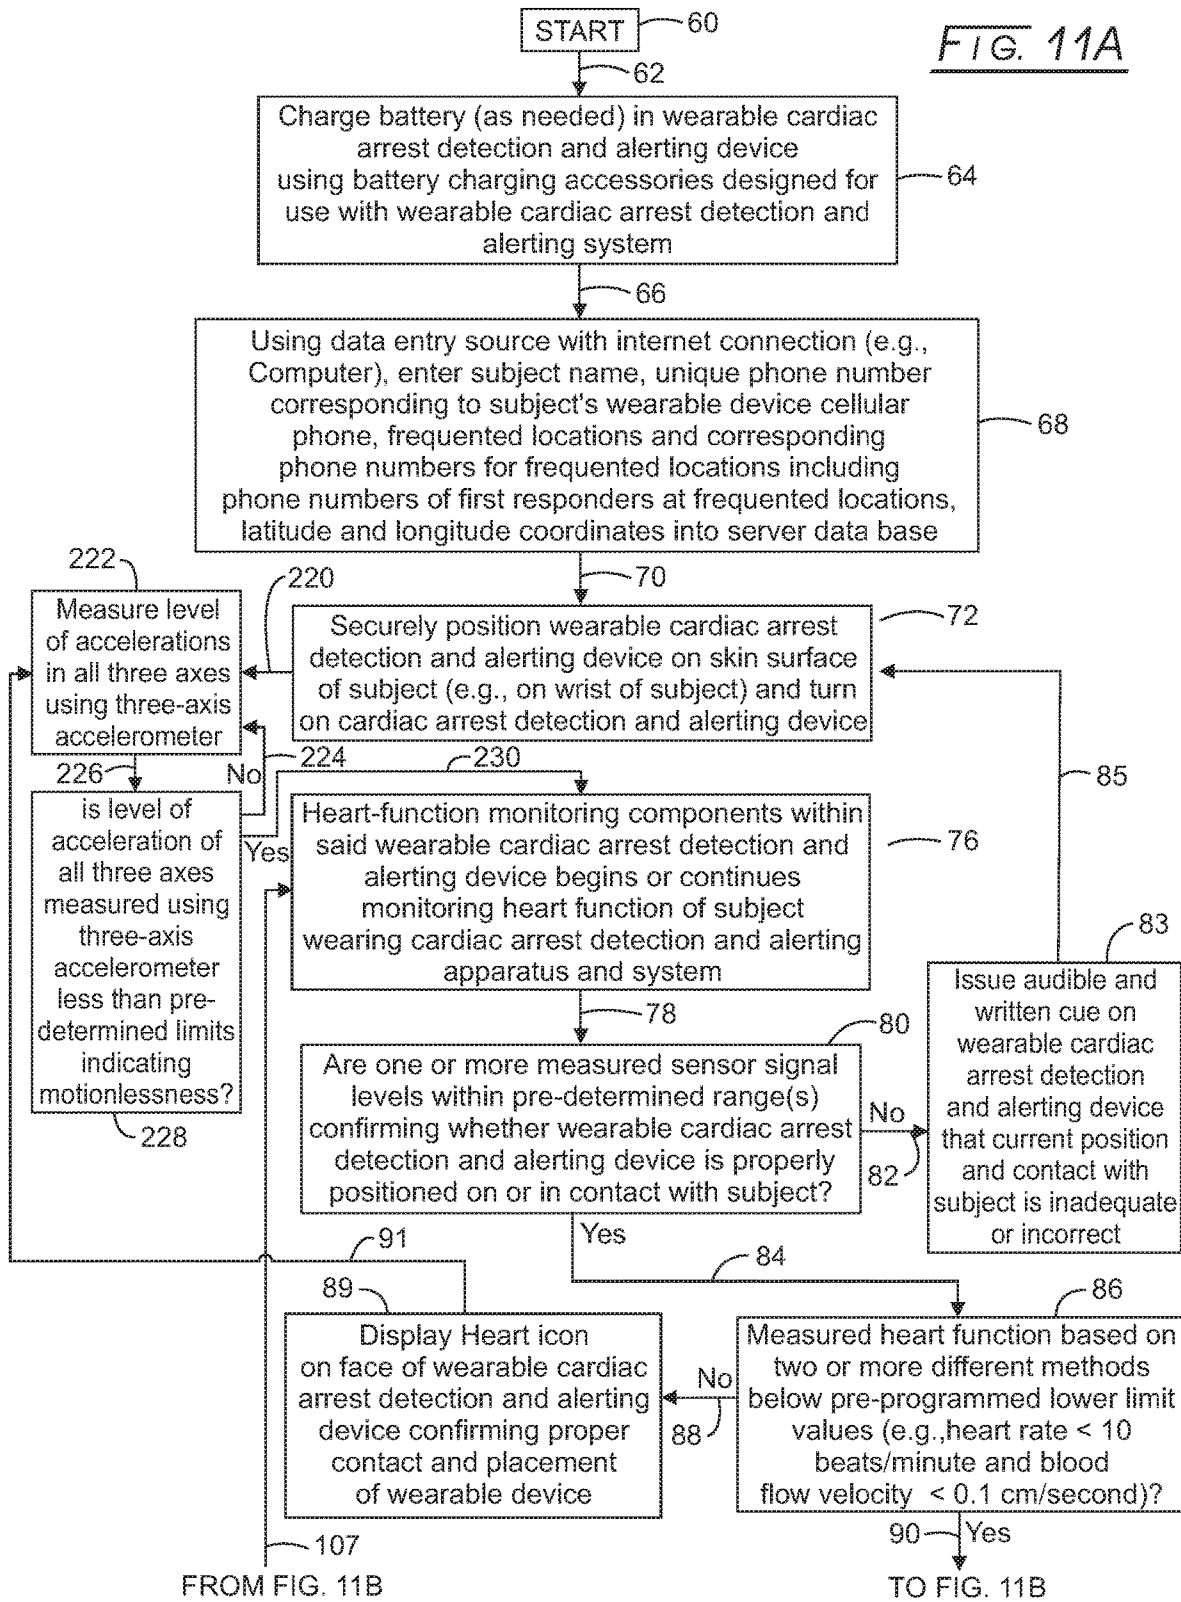 START
60
FIG. 11A
62
Charge battery (as needed) in wearable cardiac
arrest detection and alerting device
using battery charging accessories designed for
use with wearable cardiac arrest detection and
alerting system
64
66
Using data entry source with internet connection (e.g.,
Computer), enter subject name, unique phone number
corresponding to subject's wearable device cellular
phone, frequented locations and corresponding
phone numbers for frequented locations including
phone numbers of first responders at frequented locations,
latitude and longitude coordinates into server data base
68
70
222
220
Measure level
of accelerations
in all three axes
using three-axis
accelerometer
Securely position wearable cardiac arrest
detection and alerting device on skin surface
of subject (e.g., on wrist of subject) and turn
on cardiac arrest detection and alerting device
72
226
No
224
230
85
is level of
acceleration of
all three axes
measured using
three-axis
accelerometer
less than pre-
determined limits
indicating
motionlessness?
228
Yes
Heart-function monitoring components within
said wearable cardiac arrest detection and
alerting device begins or continues
monitoring heart function of subject
wearing cardiac arrest detection and alerting
apparatus and system
76
78
80
Are one or more measured sensor signal
levels within pre-determined range(s)
confirming whether wearable cardiac arrest
detection and alerting device is properly
positioned on or in contact with subject?
No
82
83
Issue audible and
written cue on
wearable cardiac
arrest detection
and alerting device
that current position
and contact with
subject is inadequate
or incorrect
Yes
84
91
89
Display Heart icon
on face of wearable cardiac
arrest detection and alerting
device confirming proper
contact and placement
of wearable device
No
88
86
Measured heart function based on
two or more different methods
below pre-programmed lower limit
values (e.g.,heart rate < 10
beats/minute and blood
flow velocity < 0.1 cm/second)?
107
90
Yes
FROM FIG. 11B
TO FIG. 11B